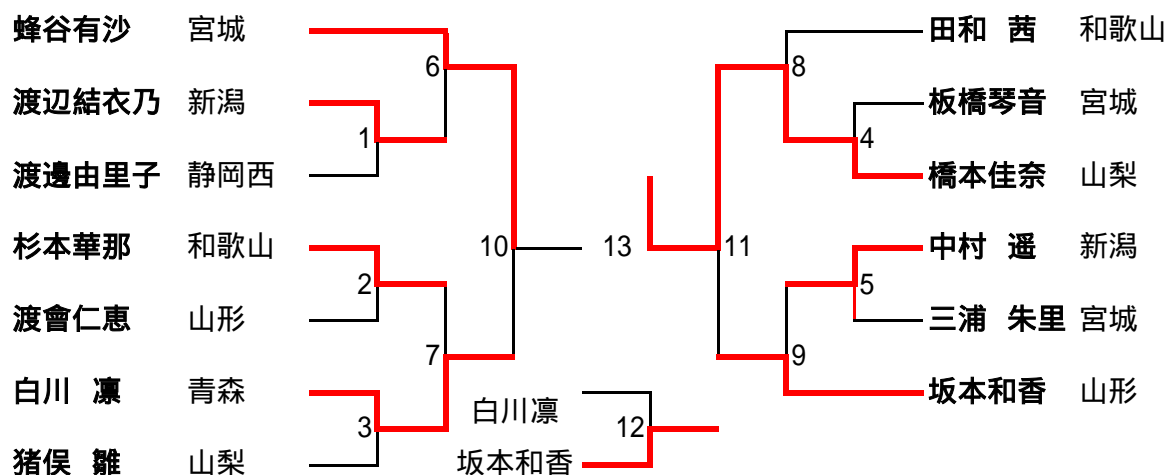 蜂谷有沙 宮城
渡辺結衣乃 新潟
渡邉由里子 静岡西
杉本華那 和歌山
渡會仁恵 山形
白川 凛 青森
猪俣 雛 山梨
6
1
2
7
3
10
13
11
白川凛
坂本和香
12
田和 茜 和歌山
板橋琴音 宮城
橋本佳奈 山梨
中村 遥 新潟
三浦 朱里 宮城
坂本和香 山形
8
4
5
9